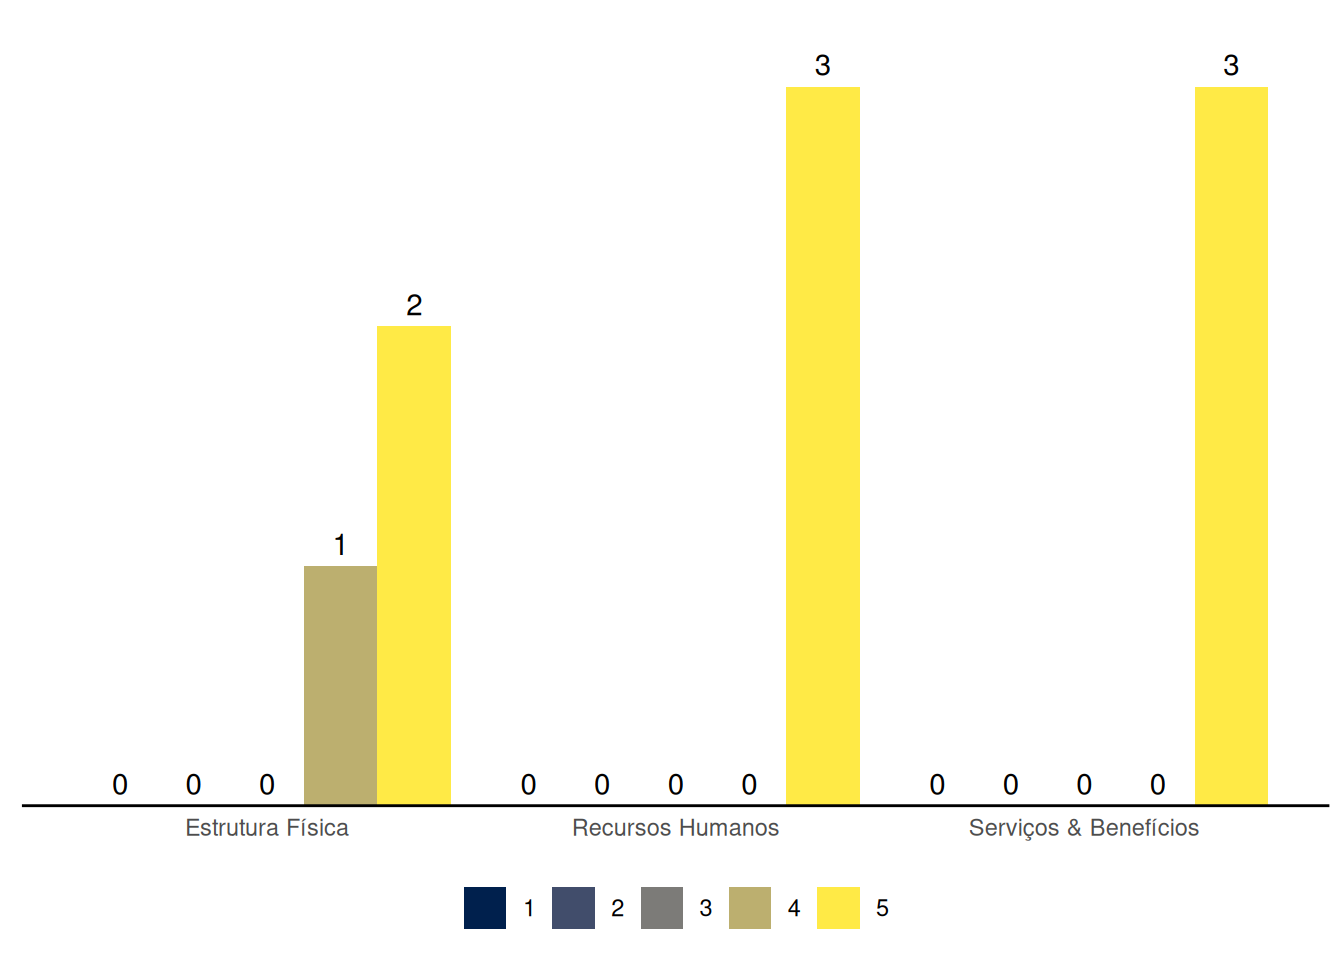 3 3
2
1
0 0 0 0 0 0 0 0 0 0 0
Estrutura Física Recursos Humanos Serviços & Benefícios
1 2 3 4 5